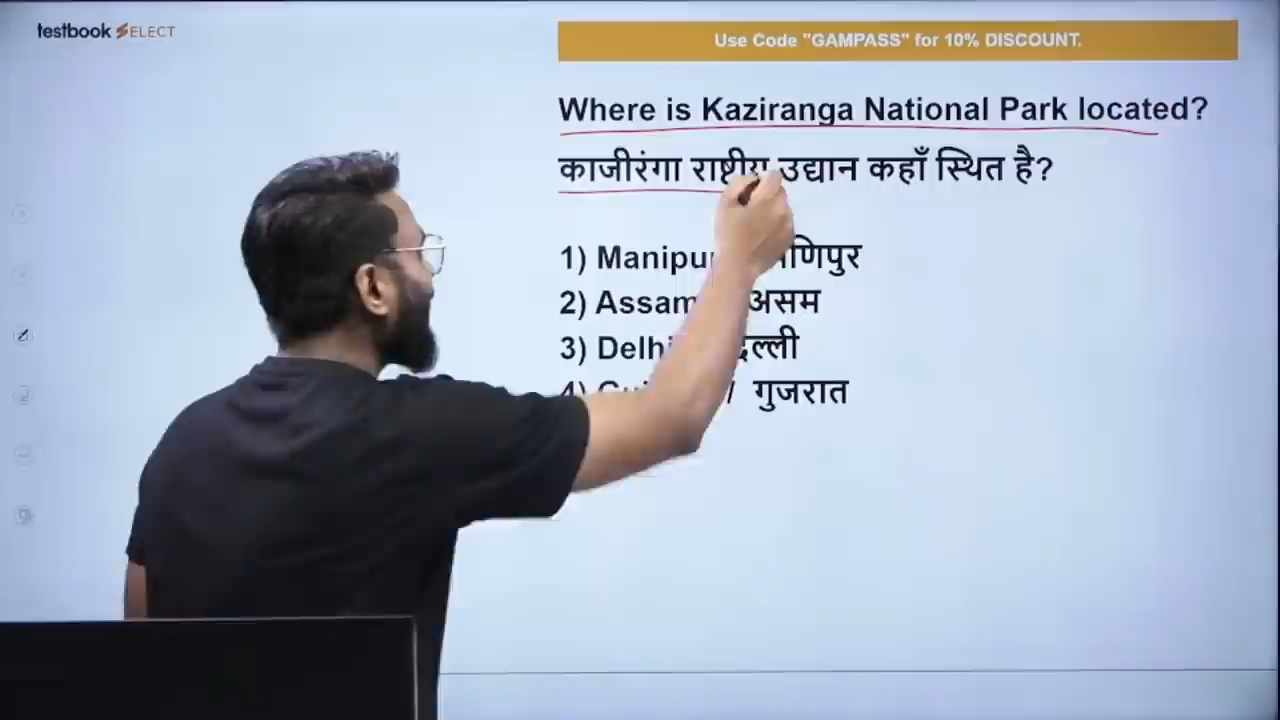 testbook SELECT
Use Code "GAMPASS" for 10% DISCOUNT.
Where is Kaziranga National Park located?
काजीरंगा राष्ट्रीय उद्यान कहाँ स्थित है?
1) Manipur
2) Assam असम
3) Delhi
4) / गुजरात